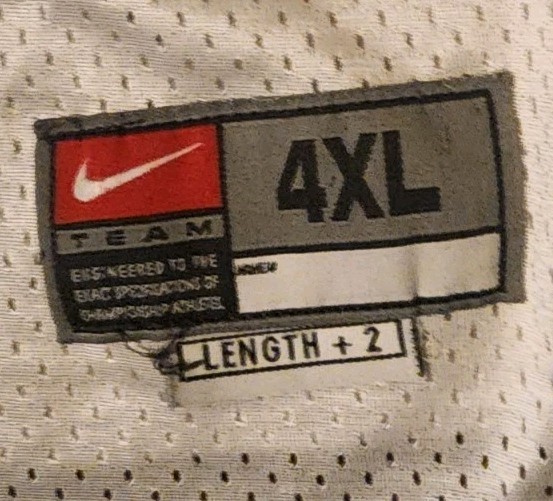 4XL
TEAM
ENGINEERED TO THE
EXACT SPECIFICATIONS OF
CHAMPIONSHIP ATHLETES.
LENGTH + 2